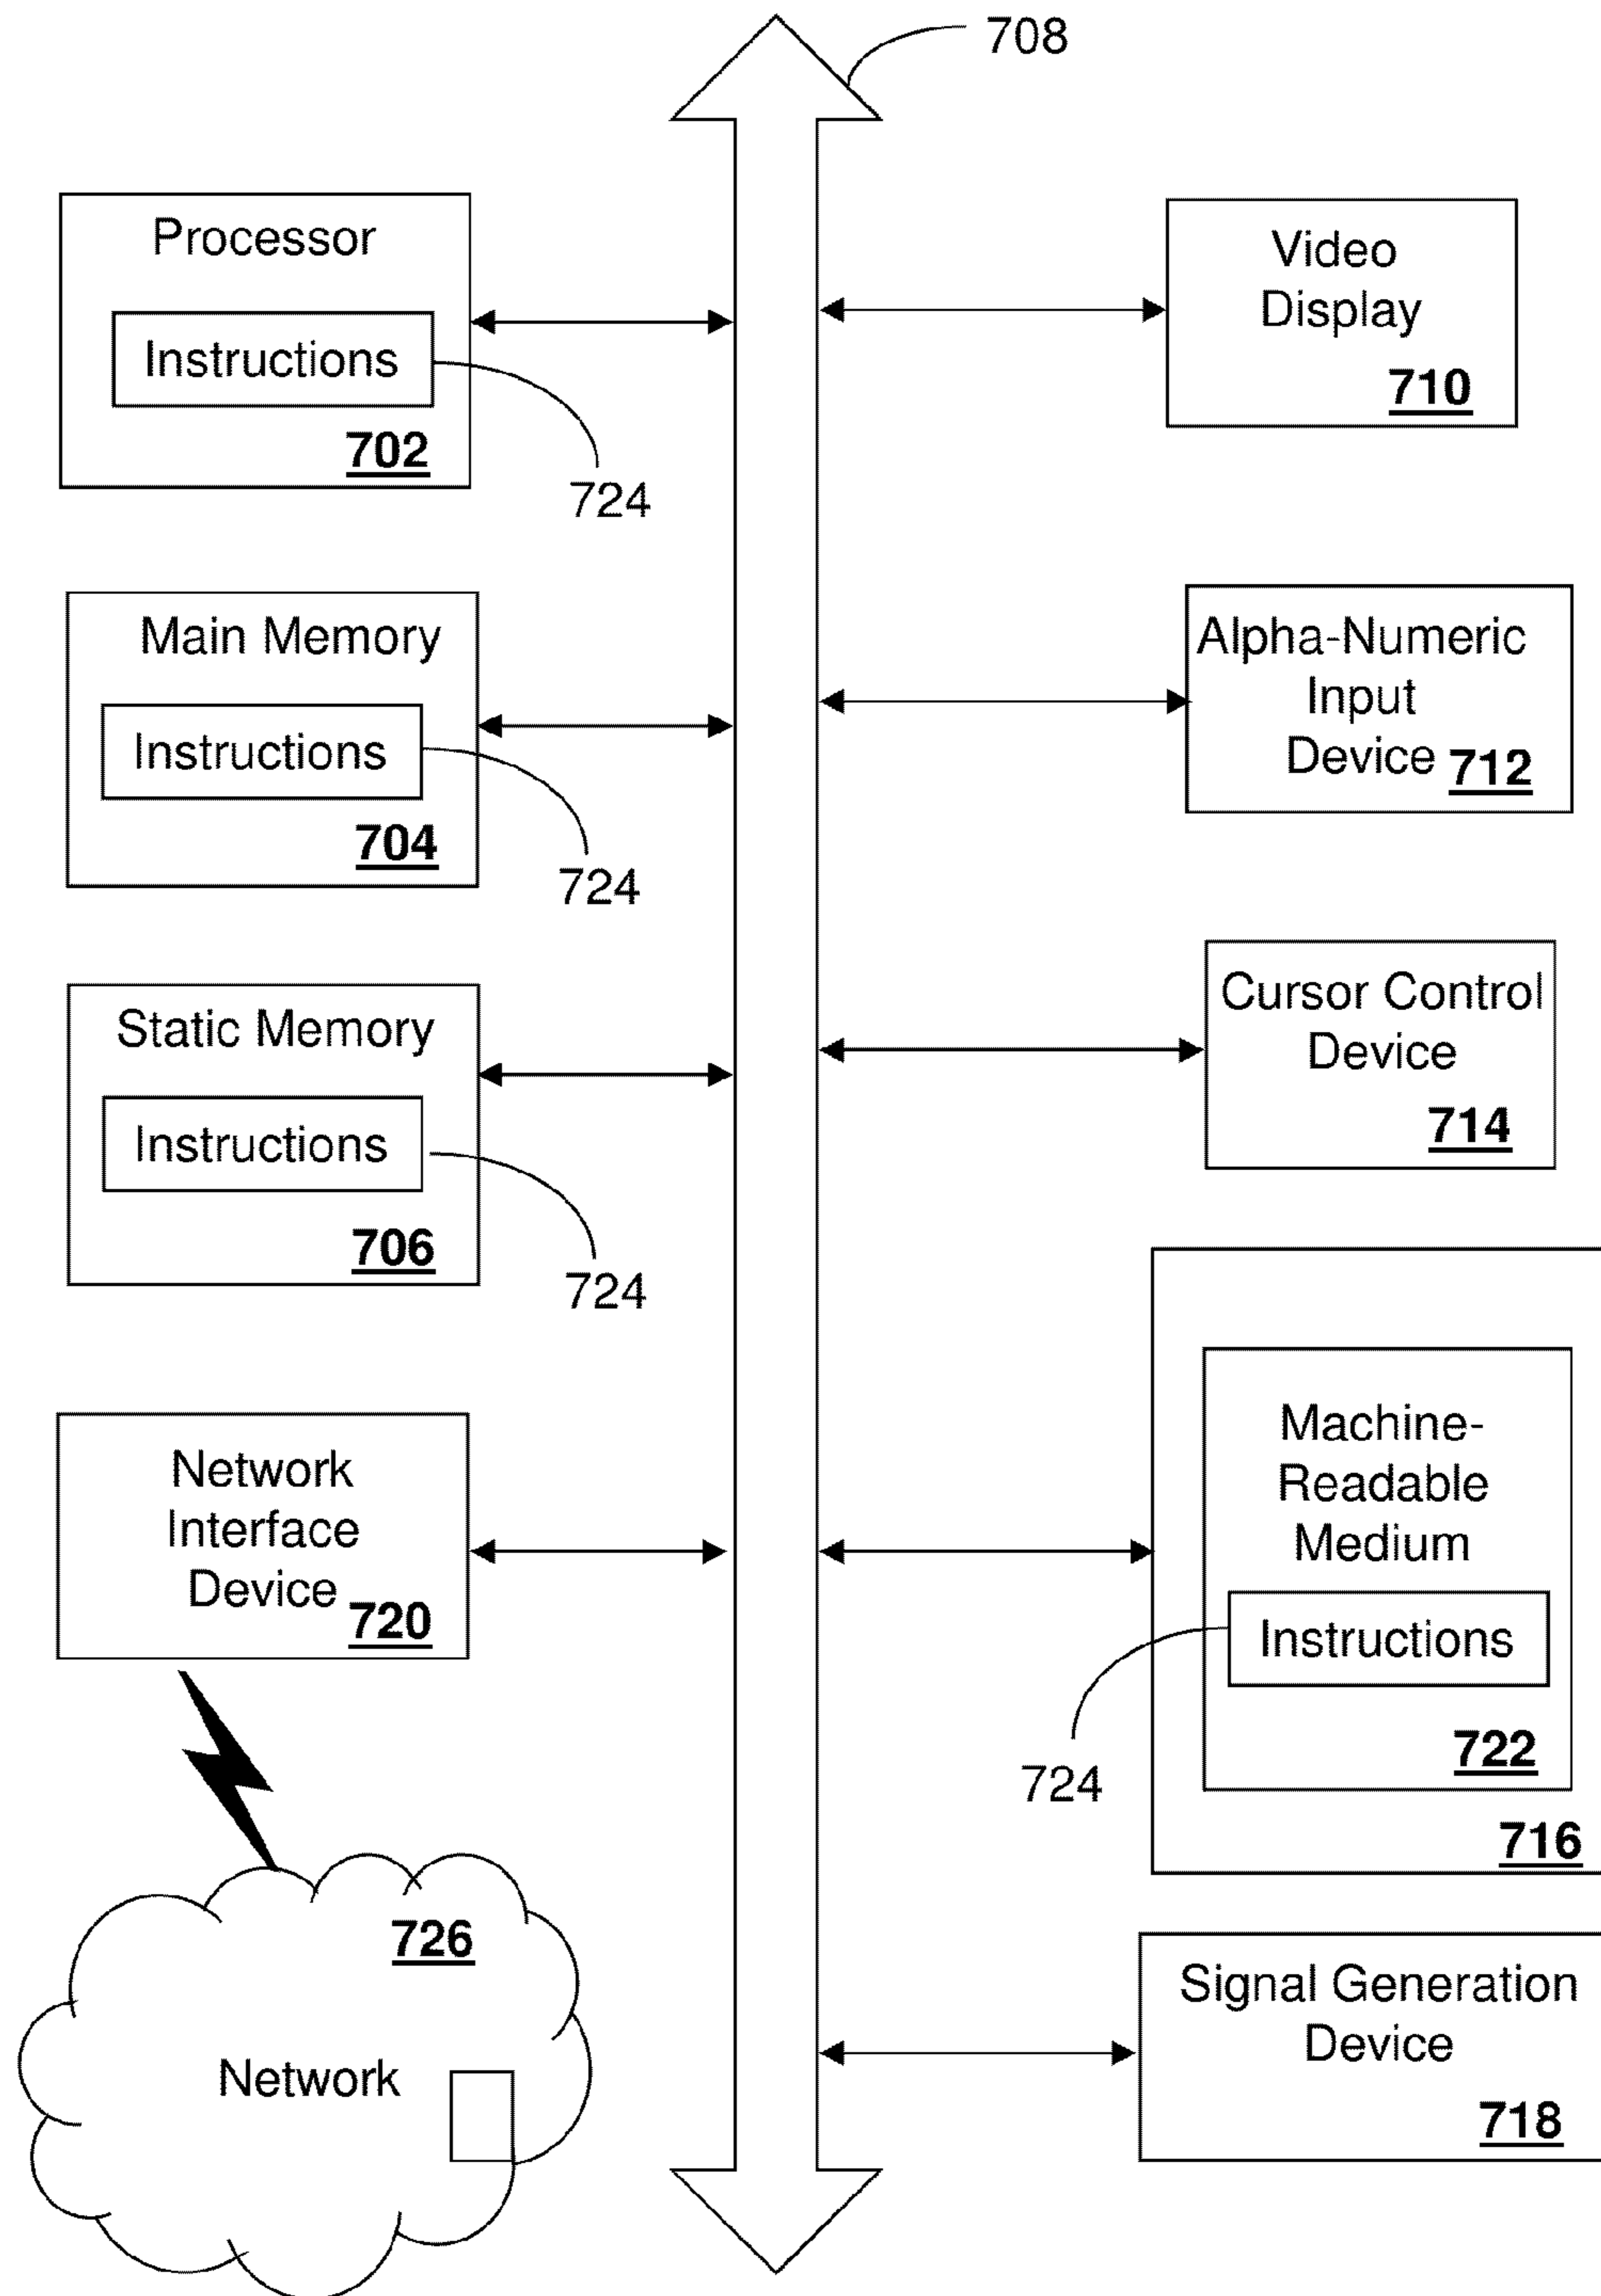 708
Processor
Instructions
702
724
Main Memory
Instructions
704
724
Static Memory
Instructions
706
724
Network
Interface
Device
720
726
Network
Video
Display
710
Alpha-Numeric
Input
Device 712
Cursor Control
Device
714
Machine-
Readable
Medium
Instructions
722
724
716
Signal Generation
Device
718